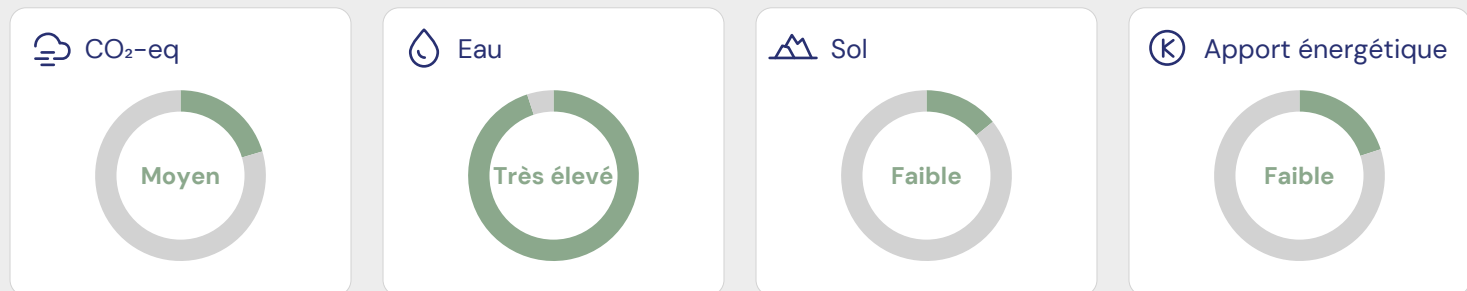 CO₂-eq
Moyen
Eau
Très élevé
Sol
Faible
Apport énergétique
Faible